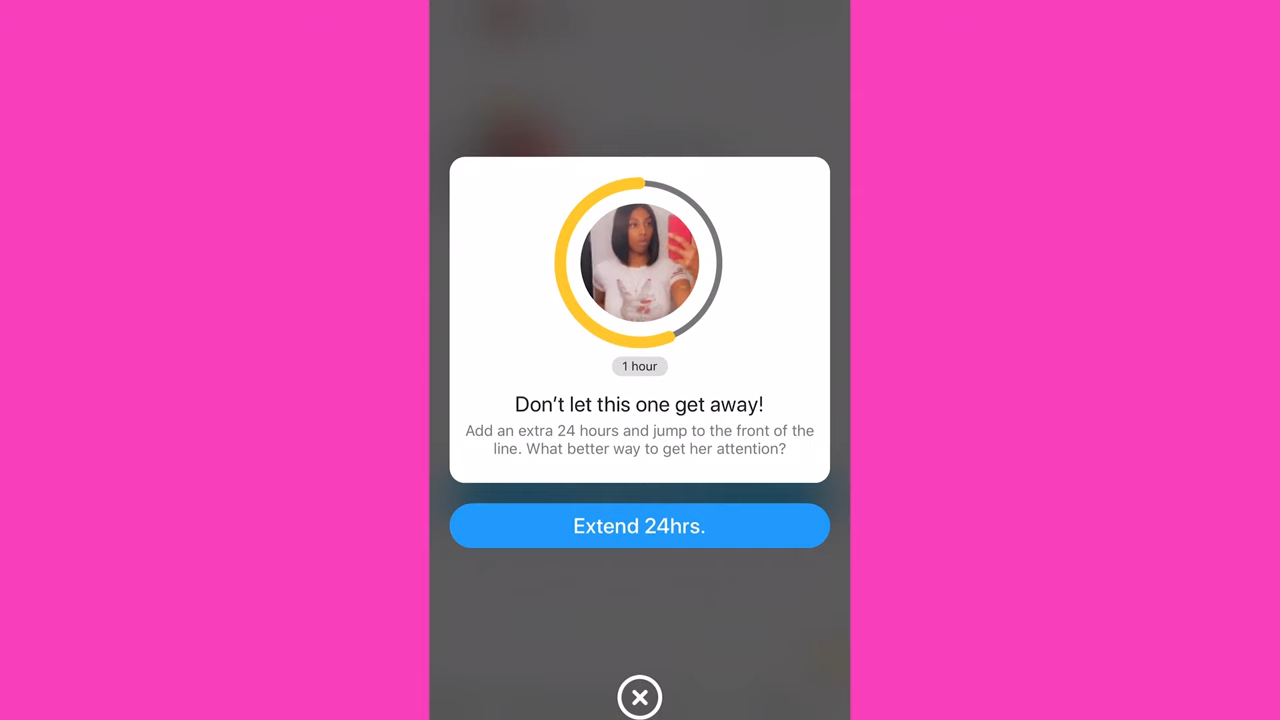 1 hour
Don’t let this one get away!
Add an extra 24 hours and jump to the front of the
line. What better way to get her attention?
Extend 24hrs.